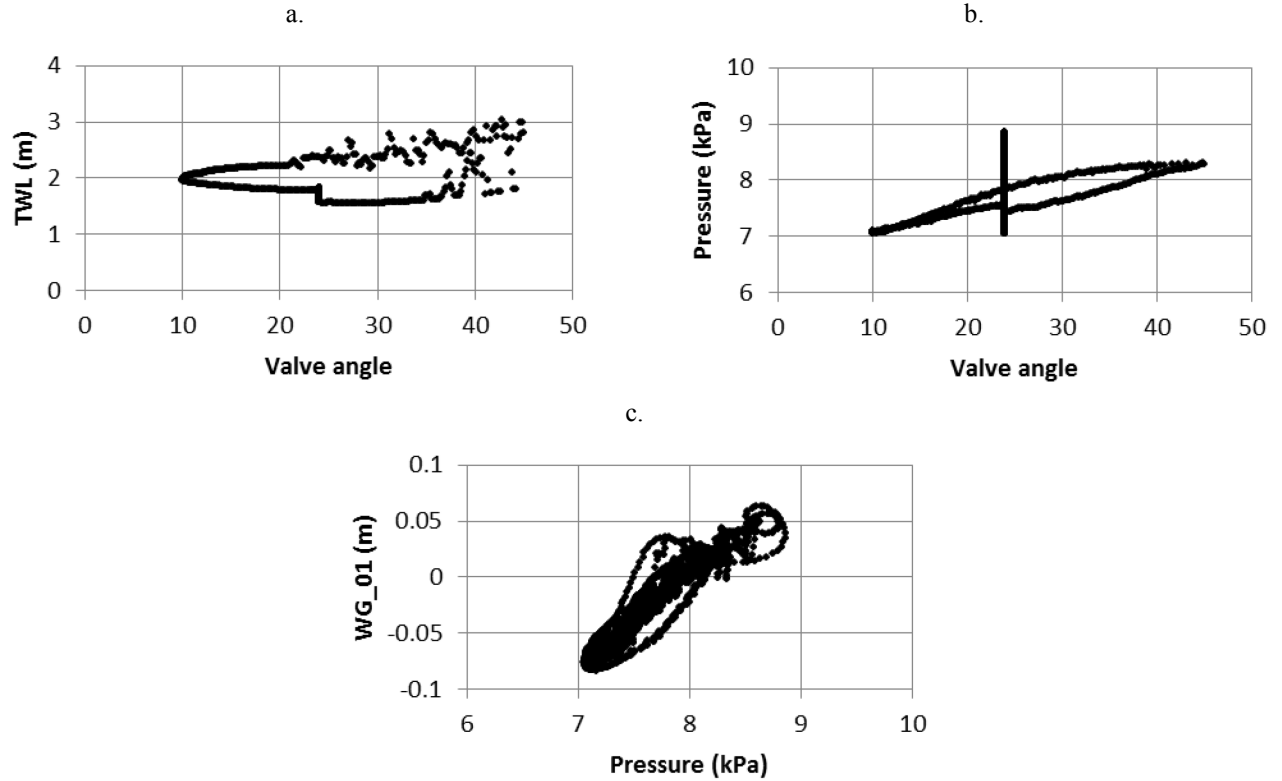 a.
4
3
2
1
0
TWL (m)
0 10 20 30 40 50
Valve angle
b.
10
9
8
7
6
Pressure (kPa)
0 10 20 30 40 50
Valve angle
c.
0.1
0.05
0
-0.05
-0.1
WG_01 (m)
6 7 8 9 10
Pressure (kPa)